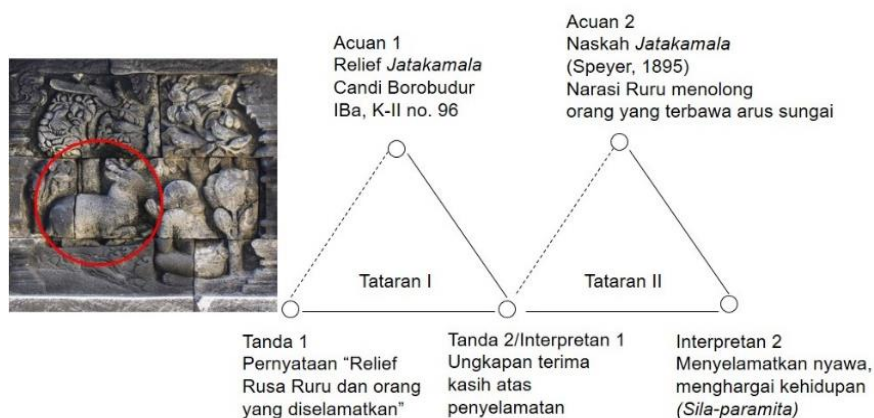 Acuan 1
Relief Jatakamala
Candi Borobudur
IBa, K-II no. 96
Acuan 2
Naskah Jatakamala
(Speyer, 1895)
Narasi Ruru menolong
orang yang terbawa arus sungai
Tataran I
Tataran II
Tanda 1
Pernyataan “Relief
Rusa Ruru dan orang
yang diselamatkan”
Tanda 2/Interpretan 1
Ungkapan terima
kasih atas
penyelamatan
Interpretan 2
Menyelamatkan nyawa,
menghargai kehidupan
(Sila-paramita)